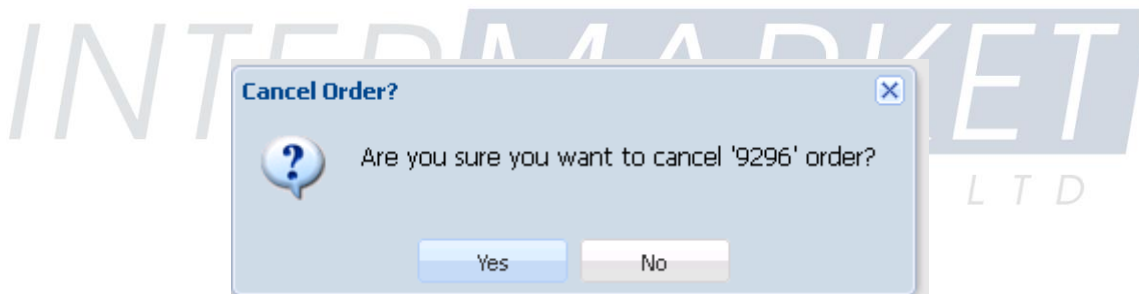 INTERMARKET
Cancel Order?
Are you sure you want to cancel '9296' order?
LTD
Yes No